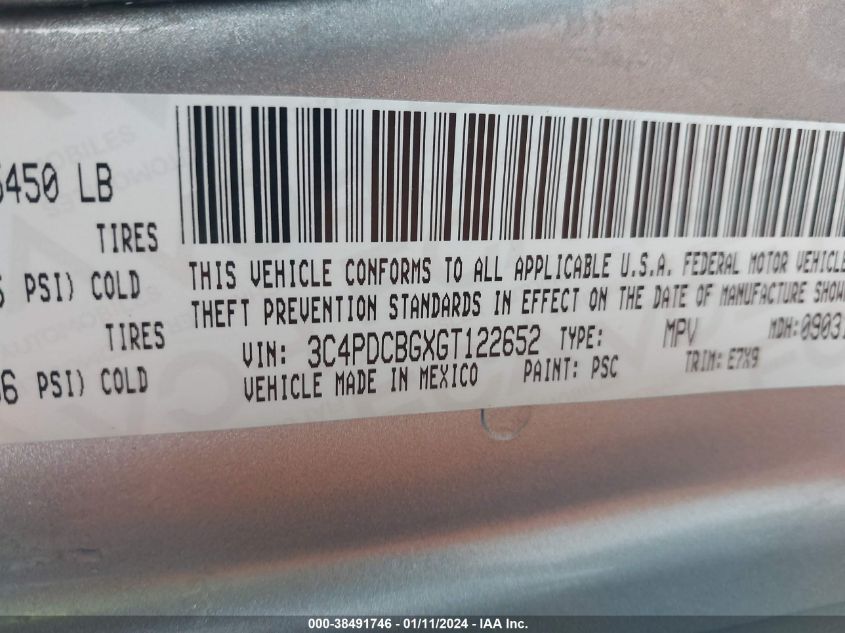 450 LB
TIRES
PSI) COLD
TIRES
PSI) COLD
THIS VEHICLE CONFORMS TO ALL APPLICABLE U.S.A. FEDERAL MOTOR VEHICLE
THEFT PREVENTION STANDARDS IN EFFECT ON THE DATE OF MANUFACTURE SHOW
VIN: 3C4PDCBGXGT122652 TYPE: MPV MDH:0903
VEHICLE MADE IN MEXICO PAINT: PSC TRIM: E7X9
000-38491746 - 01/11/2024 - IAA Inc.